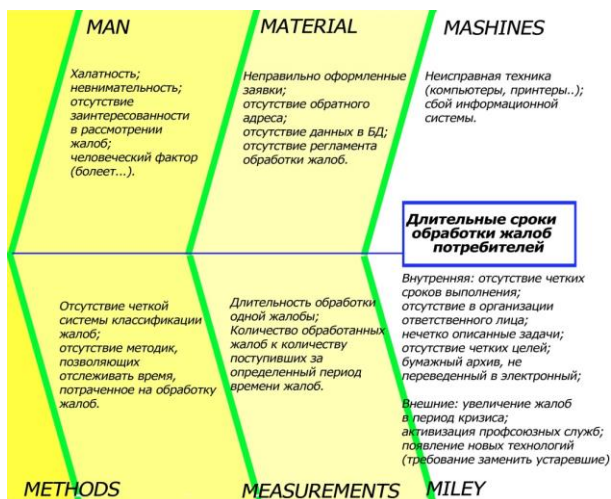 MAN
Халатность;
невнимательность;
отсутствие
заинтересованности
в рассмотрении
жалоб;
человеческий фактор
(болеет...).
MATERIAL
Неправильно оформленные
заявки;
отсутствие обратного
адреса;
отсутствие данных в БД;
отсутствие регламента
обработки жалоб.
MASHINES
Неисправная техника
(компьютеры, принтеры..);
сбой информационной
системы.
Длительные сроки
обработки жалоб
потребителей
Отсутствие четкой
системы классификации
жалоб;
отсутствие методик,
позволяющих
отслеживать время,
потраченное на обработку
жалоб.
METHODS
Длительность обработки
одной жалобы;
Количество обработанных
жалоб к количеству
поступивших за
определенный период
времени жалоб.
MEASUREMENTS
Внутренняя: отсутствие четких
сроков выполнения;
отсутствие в организации
ответственного лица;
нечетко описанные задачи;
отсутствие четких целей;
бумажный архив, не
переведенный в электронный;
Внешние: увеличение жалоб
в период кризиса;
активизация профсоюзных служб;
появление новых технологий
(требование заменить устаревшие)
MILEY